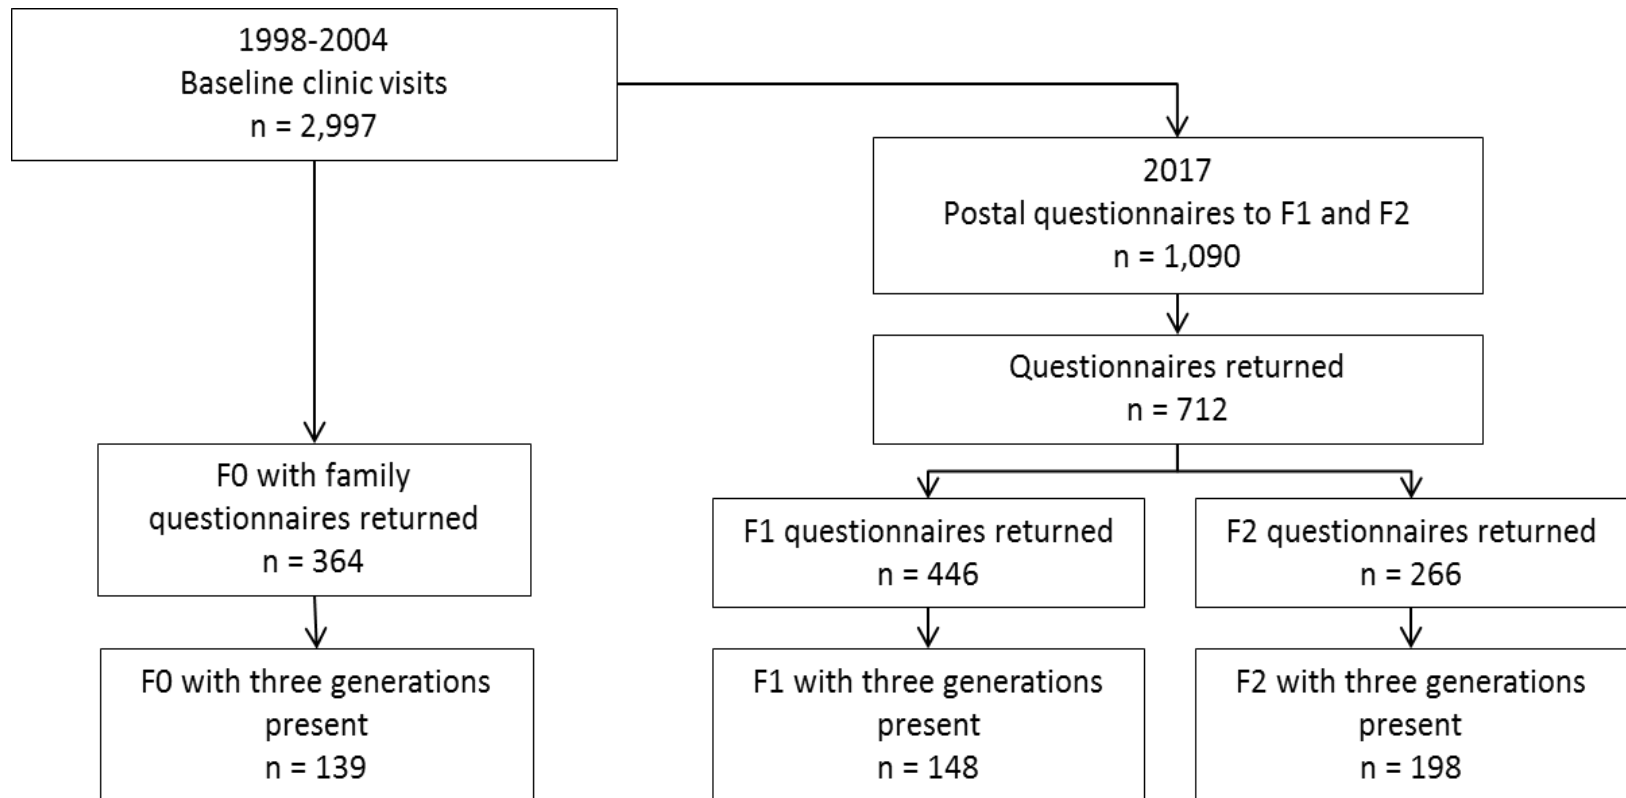 1998-2004
Baseline clinic visits
n = 2,997
2017
Postal questionnaires to F1 and F2
n = 1,090
Questionnaires returned
n = 712
F0 with family
questionnaires returned
n = 364
F1 questionnaires returned
n = 446
F2 questionnaires returned
n = 266
F0 with three generations
present
n = 139
F1 with three generations
present
n = 148
F2 with three generations
present
n = 198